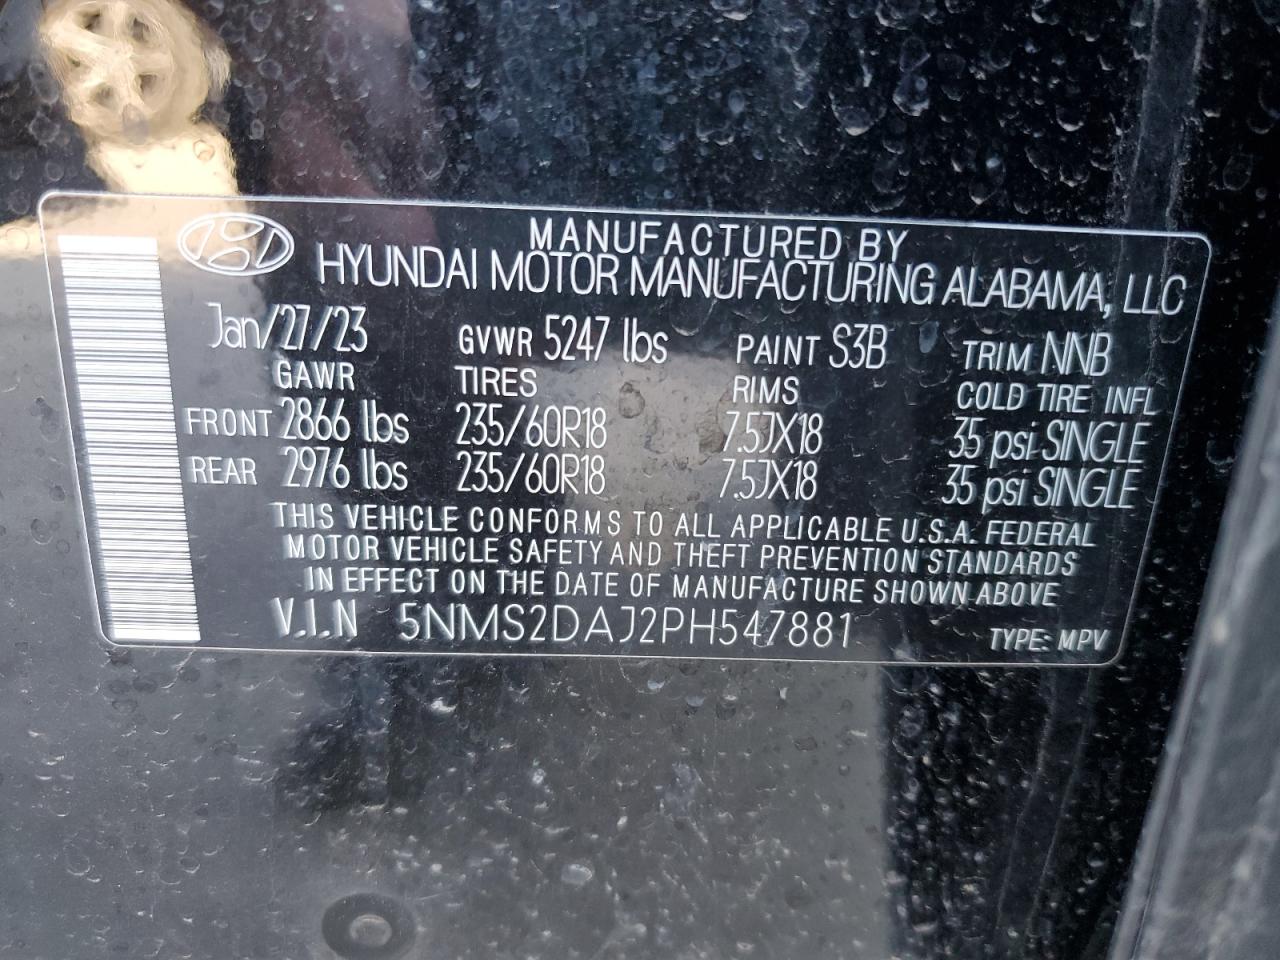 MANUFACTURED BY
HYUNDAI MOTOR MANUFACTURING ALABAMA, LLC
Jan/27/23 GVWR 5247 lbs PAINT S3B TRIM NNB
GAWR TIRES RIMS COLD TIRE INFL
FRONT 2866 lbs 235/60R18 7.5JX18 35 psi SINGLE
REAR 2976 lbs 235/60R18 7.5JX18 35 psi SINGLE
THIS VEHICLE CONFORMS TO ALL APPLICABLE U.S.A. FEDERAL
MOTOR VEHICLE SAFETY AND THEFT PREVENTION STANDARDS
IN EFFECT ON THE DATE OF MANUFACTURE SHOWN ABOVE
V.I.N 5NMS2DAJ2PH547881 TYPE: MPV